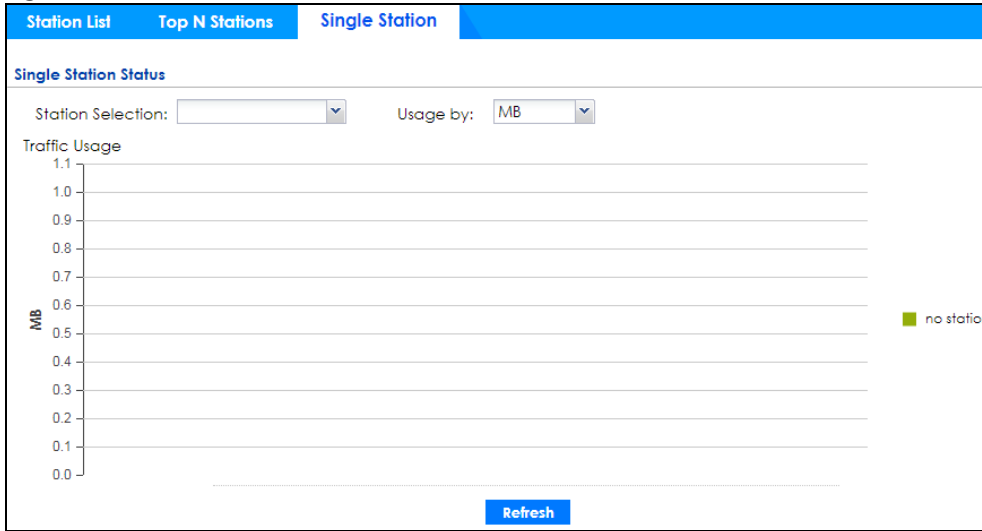 Station List Top N Stations Single Station
Single Station Status
Station Selection: Usage by: MB
Traffic Usage
1.1
1.0
0.9
0.8
0.7
0.6
0.5
0.4
0.3
0.2
0.1
0.0
MB
no statio
Refresh